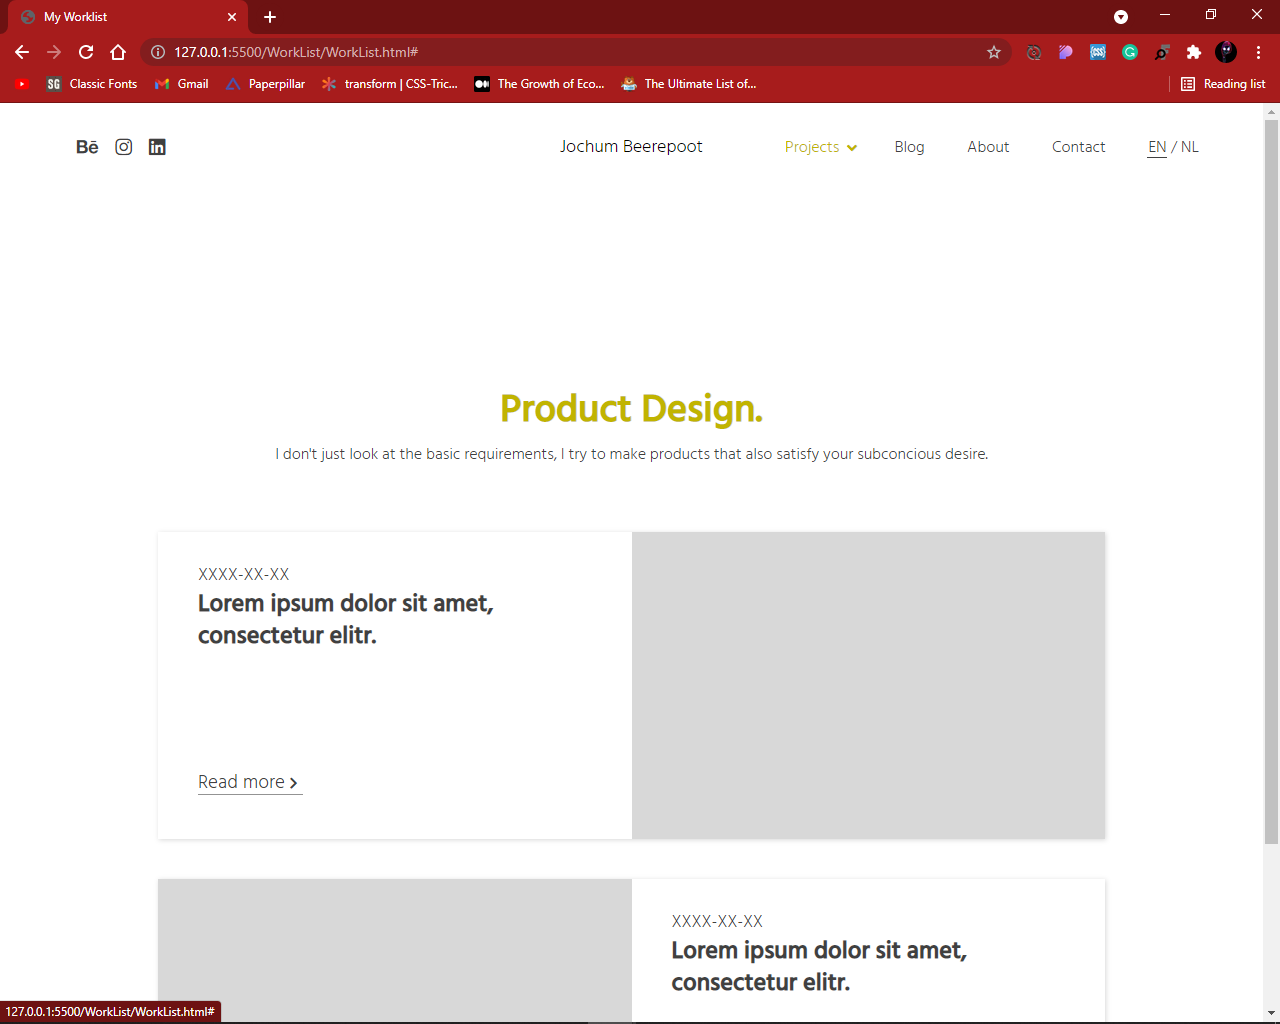 My Worklist
127.0.0.1:5500/WorkList/WorkList.html#
SG Classic Fonts Gmail Paperpillar transform | CSS-Tric... The Growth of Eco... The Ultimate List of... Reading list
Bē Jochum Beerepoot Projects Blog About Contact EN / NL
Product Design.
I don't just look at the basic requirements, I try to make products that also satisfy your subconcious desire.
XXXX-XX-XX
Lorem ipsum dolor sit amet,
consectetur elitr.
Read more
XXXX-XX-XX
Lorem ipsum dolor sit amet,
consectetur elitr.
127.0.0.1:5500/WorkList/WorkList.html#